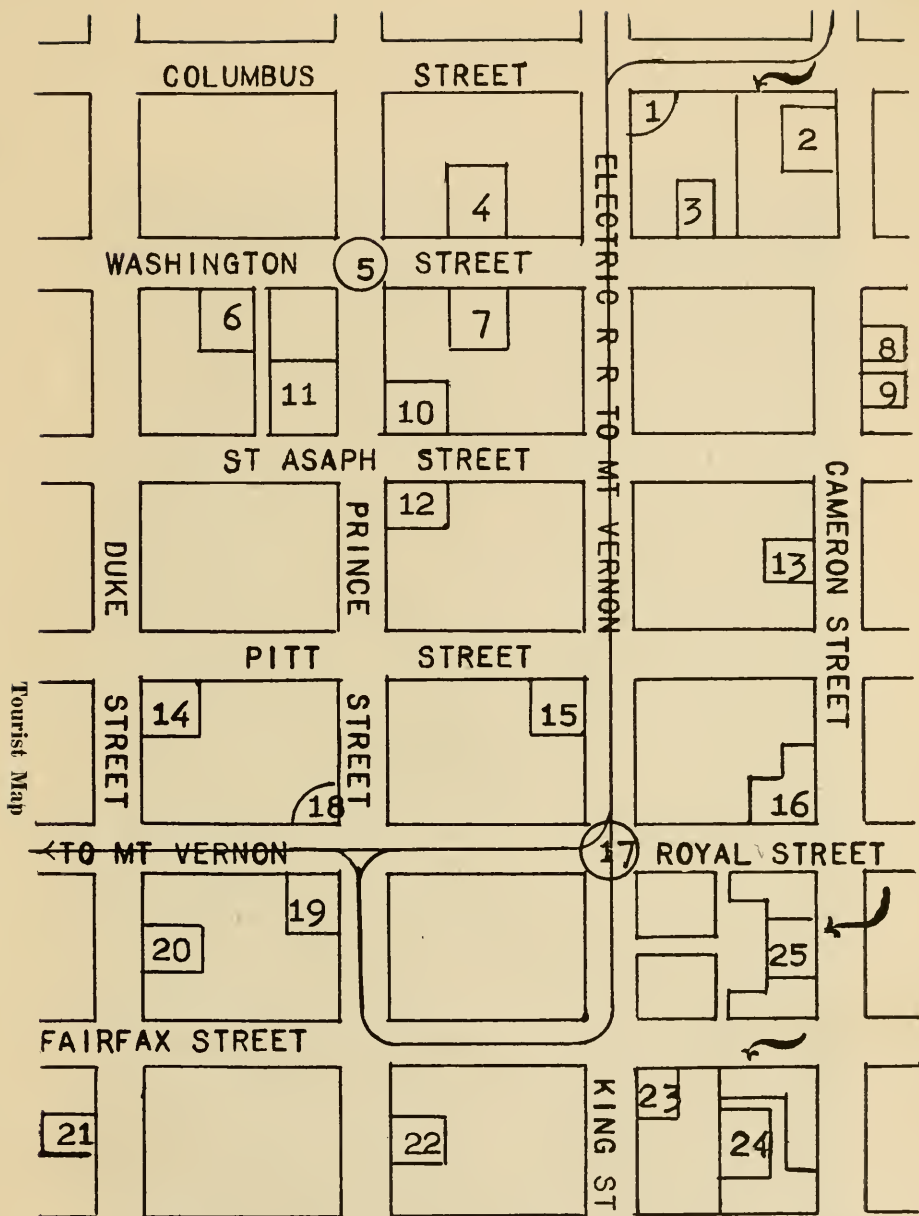 COLUMBUS STREET
1
2
3
4
ELECTRIC R R TO MT VERNON
WASHINGTON STREET
5
6
7
8
9
10
11
ST ASAPH STREET
12
13
CAMERON STREET
DUKE STREET
PRINCE STREET
PITT STREET
14
15
16
Tourist Map
18
17
TO MT VERNON
ROYAL STREET
19
20
25
FAIRFAX STREET
KING ST
21
22
23
24